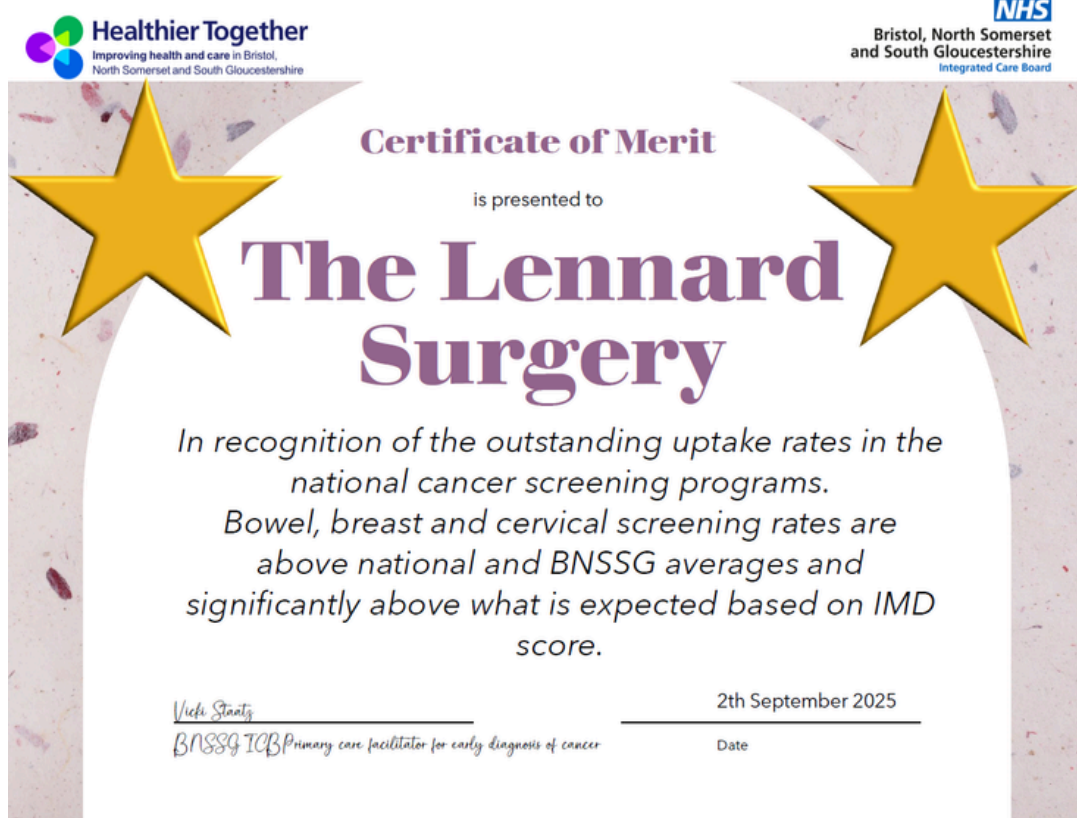 Healthier Together
Improving health and care in Bristol,
North Somerset and South Gloucestershire
NHS
Bristol, North Somerset
and South Gloucestershire
Integrated Care Board
Certificate of Merit
is presented to
The Lennard
Surgery
In recognition of the outstanding uptake rates in the
national cancer screening programs.
Bowel, breast and cervical screening rates are
above national and BNSSG averages and
significantly above what is expected based on IMD
score.
Vicki Staatz
2th September 2025
BNSSG ICB Primary care facilitator for early diagnosis of cancer
Date